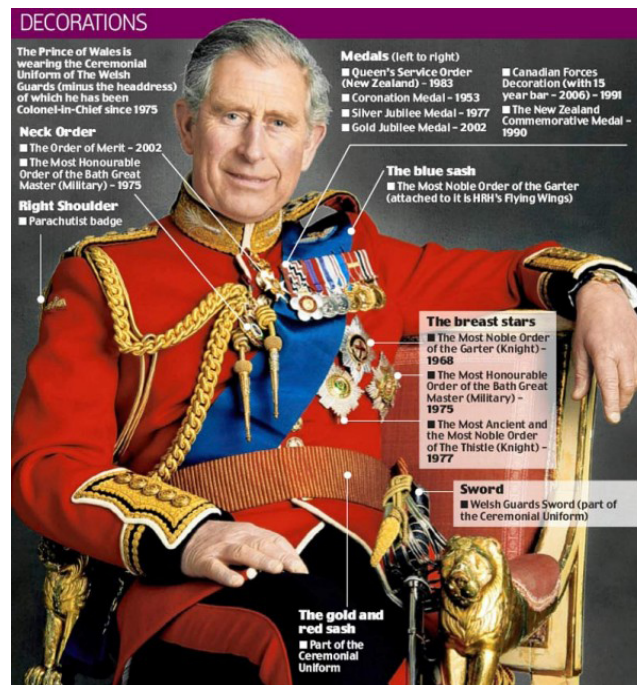 DECORATIONS
The Prince of Wales is
wearing the Ceremonial
Uniform of The Welsh
Guards (minus the headdress)
of which he has been
Colonel-in-Chief since 1975
Neck Order
■ The Order of Merit – 2002
■ The Most Honourable
Order of the Bath Great
Master (Military) – 1975
Right Shoulder
■ Parachutist badge
Medals (left to right)
■ Queen's Service Order
(New Zealand) – 1983
■ Coronation Medal – 1953
■ Silver Jubilee Medal – 1977
■ Gold Jubilee Medal – 2002
■ Canadian Forces
Decoration (with 15
year bar – 2006) – 1991
■ The New Zealand
Commemorative Medal –
1990
The blue sash
■ The Most Noble Order of the Garter
(attached to it is HRH's Flying Wings)
The breast stars
■ The Most Noble Order
of the Garter (Knight) –
1968
■ The Most Honourable
Order of the Bath Great
Master (Military) –
1975
■ The Most Ancient and
the Most Noble Order
of The Thistle (Knight) –
1977
Sword
■ Welsh Guards Sword (part of
the Ceremonial Uniform)
The gold and
red sash
■ Part of the
Ceremonial
Uniform